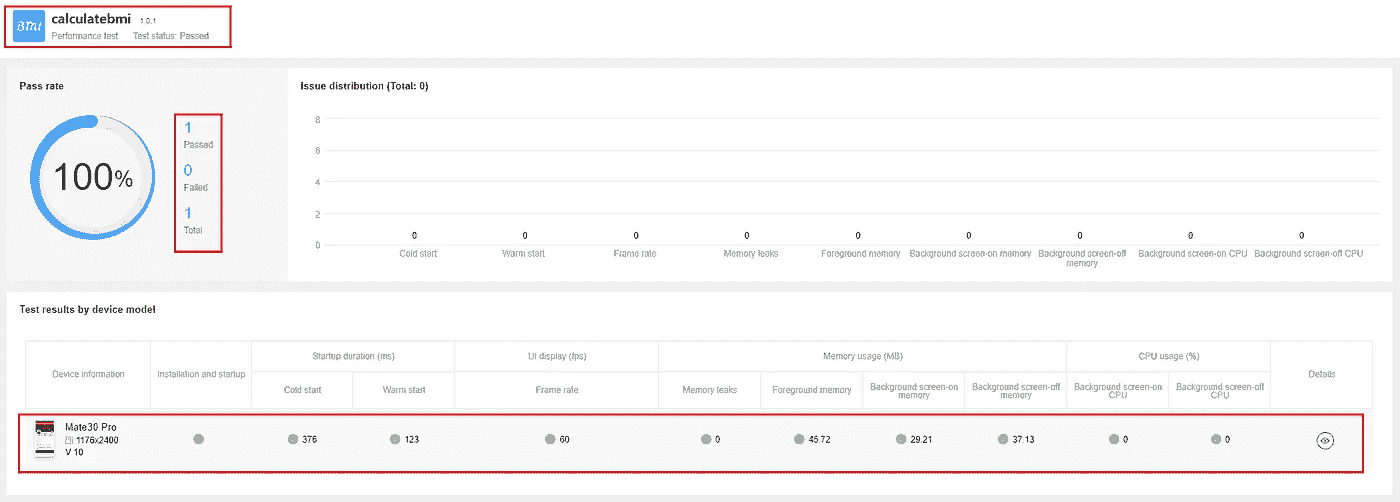 bmi
calculatebmi 1.0.1
Performance test Test status: Passed
Pass rate
100%
1
Passed
0
Failed
1
Total
Issue distribution (Total: 0)
8
6
4
2
0
0 0 0 0 0 0 0 0 0
Cold start Warm start Frame rate Memory leaks Foreground memory Background screen-on memory Background screen-off memory Background screen-on CPU Background screen-off CPU
Test results by device model
Device information Installation and startup Startup duration (ms) UI display (fps) Memory usage (MB) CPU usage (%) Details
Cold start Warm start Frame rate Memory leaks Foreground memory Background screen-on memory Background screen-off memory Background screen-on CPU Background screen-off CPU
Mate30 Pro
1176x2400
V 10
376 123 60 0 45.72 29.21 37.13 0 0